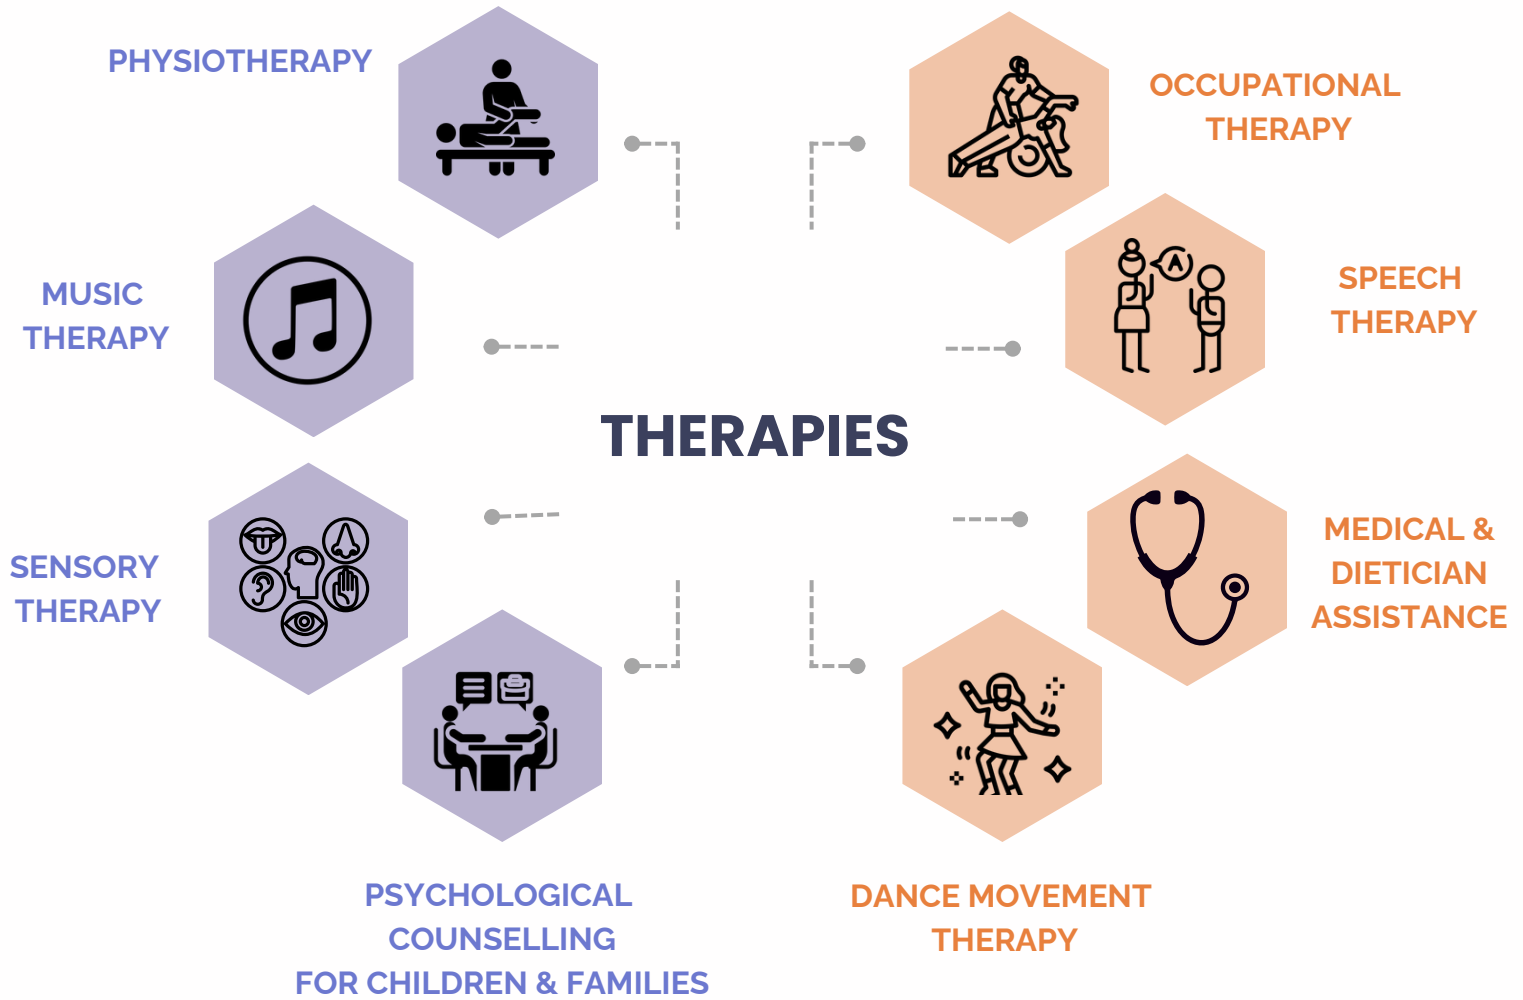 PHYSIOTHERAPY
OCCUPATIONAL
THERAPY
MUSIC
THERAPY
SPEECH
THERAPY
A
THERAPIES
SENSORY
THERAPY
MEDICAL &
DIETICIAN
ASSISTANCE
PSYCHOLOGICAL
COUNSELLING
FOR CHILDREN & FAMILIES
DANCE MOVEMENT
THERAPY